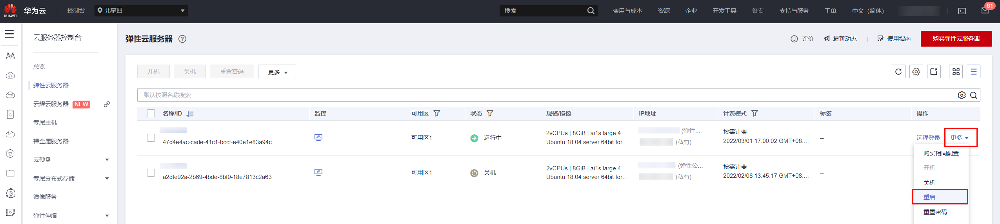 HUAWEI
华为云
控制台
北京四
搜索
费用与成本
资源
企业
开发工具
备案
支持与服务
工单
中文 (简体)
61
云服务器控制台
总览
弹性云服务器
云耀云服务器 NEW
专属主机
裸金属服务器
云硬盘
专属分布式存储
镜像服务
弹性伸缩
弹性云服务器 ?
评价
最新动态
使用指南
购买弹性云服务器
开机
关机
重置密码
更多
默认按照名称搜索
名称/ID
监控
可用区
状态
规格/镜像
IP地址
计费模式
标签
操作
47d4e4ac-cade-41c1-bccf-e40e1e83a94c
可用区1
运行中
2vCPUs | 8GiB | ai1s.large.4
Ubuntu 18.04 server 64bit for...
(弹性...
(私有)
按需计费
2022/03/01 17:00:02 GMT+08:...
--
远程登录
更多
a2dfe92a-2b69-4bde-8bf0-18e7813c2a63
可用区1
关机
2vCPUs | 8GiB | ai1s.large.4
Ubuntu 18.04 server 64bit for...
(弹性公...
(私有)
按需计费
2022/02/08 13:45:17 GMT+08:...
--
购买相同配置
开机
关机
重启
重置密码